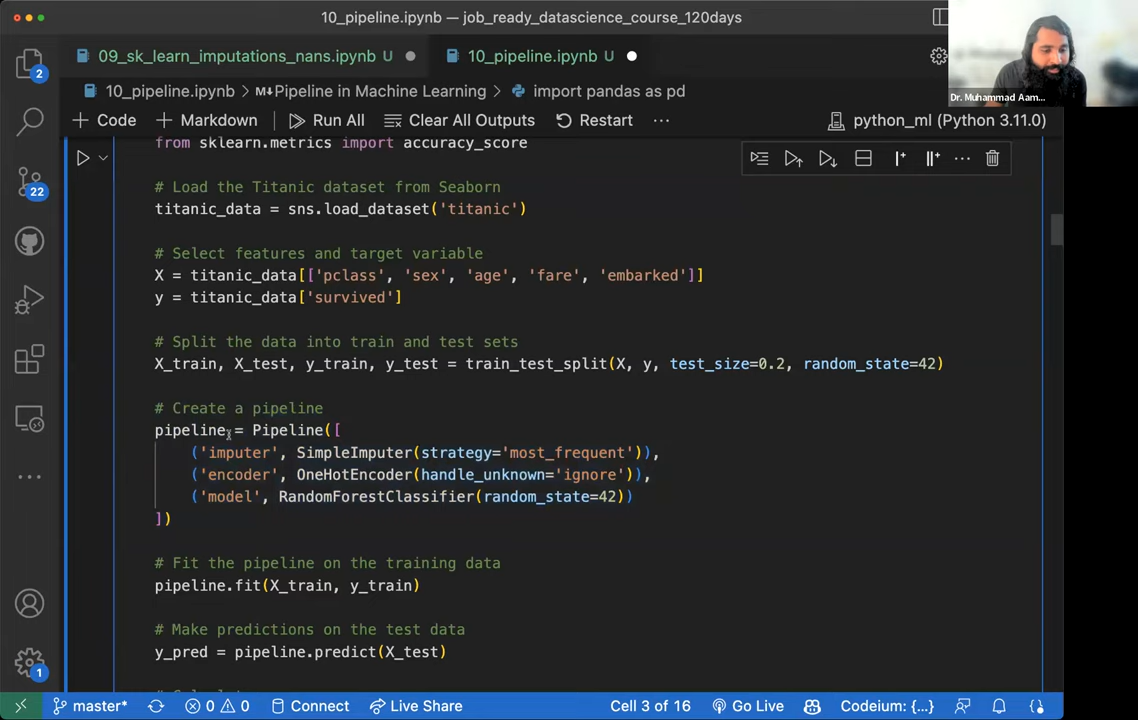 10_pipeline.ipynb — job_ready_datascience_course_120days
09_sk_learn_imputations_nans.ipynb U
10_pipeline.ipynb U
10_pipeline.ipynb > M↓Pipeline in Machine Learning > import pandas as pd
+ Code + Markdown Run All Clear All Outputs Restart ... python_ml (Python 3.11.0)
Dr. Muhammad Aam...
from sklearn.metrics import accuracy_score
# Load the Titanic dataset from Seaborn
titanic_data = sns.load_dataset('titanic')
# Select features and target variable
X = titanic_data[['pclass', 'sex', 'age', 'fare', 'embarked']]
y = titanic_data['survived']
# Split the data into train and test sets
X_train, X_test, y_train, y_test = train_test_split(X, y, test_size=0.2, random_state=42)
# Create a pipeline
pipeline = Pipeline([
('imputer', SimpleImputer(strategy='most_frequent')),
('encoder', OneHotEncoder(handle_unknown='ignore')),
('model', RandomForestClassifier(random_state=42))
])
# Fit the pipeline on the training data
pipeline.fit(X_train, y_train)
# Make predictions on the test data
y_pred = pipeline.predict(X_test)
2
22
1
master* 0 0 Connect Live Share Cell 3 of 16 Go Live Codeium: {...}